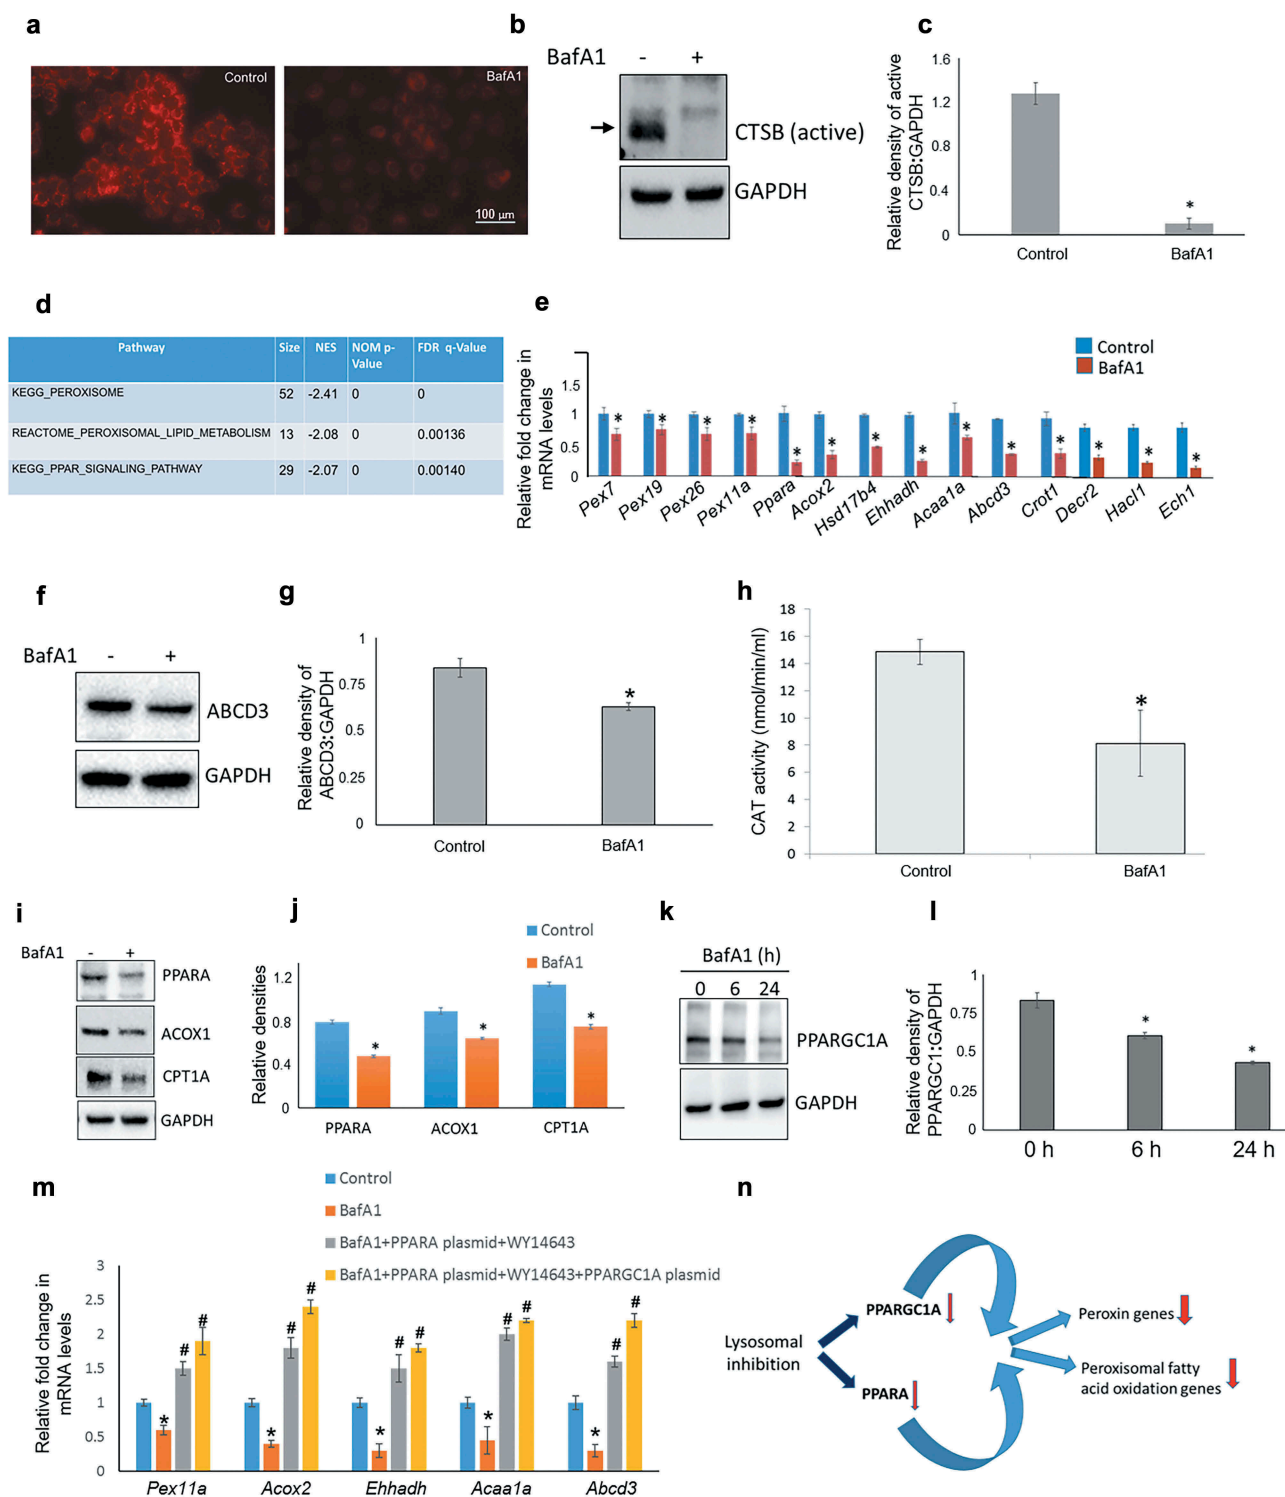 a
Control
BafA1
100 µm
b
BafA1 - +
CTSB (active)
GAPDH
c
Relative density of active
CTSB:GAPDH
1.6
1.2
0.8
0.4
0
*
Control BafA1
d
Pathway Size NES NOM p-Value FDR q-Value
KEGG_PEROXISOME 52 -2.41 0 0
REACTOME_PEROXISOMAL_LIPID_METABOLISM 13 -2.08 0 0.00136
KEGG_PPAR_SIGNALING_PATHWAY 29 -2.07 0 0.00140
e
Relative fold change in
mRNA levels
Control
BafA1
1.5
1
0.5
0
* * * * * * * * * * * * * *
Pex7 Pex19 Pex26 Pex11a Ppara Acox2 Hsd17b4 Ehhadh Acaa1a Abcd3 Crot1 Decr2 Hacl1 Ech1
f
BafA1 - +
ABCD3
GAPDH
g
Relative density of
ABCD3:GAPDH
1
0.75
0.5
0.25
0
*
Control BafA1
h
CAT activity (nmol/min/ml)
18
16
14
12
10
8
6
4
2
0
*
Control BafA1
i
BafA1 - +
PPARA
ACOX1
CPT1A
GAPDH
j
Control
BafA1
Relative densities
1.2
0.8
0.4
0
* * *
PPARA ACOX1 CPT1A
k
BafA1 (h)
0 6 24
PPARGC1A
GAPDH
l
Relative density of
PPARGC1:GAPDH
1
0.75
0.5
0.25
0
* *
0 h 6 h 24 h
m
Control
BafA1
BafA1+PPARA plasmid+WY14643
BafA1+PPARA plasmid+WY14643+PPARGC1A plasmid
Relative fold change in
mRNA levels
3
2.5
2
1.5
1
0.5
0
* # # * # # * # # * # # * # #
Pex11a Acox2 Ehhadh Acaa1a Abcd3
n
Lysosomal
inhibition
PPARGC1A
PPARA
Peroxin genes
Peroxisomal fatty
acid oxidation genes